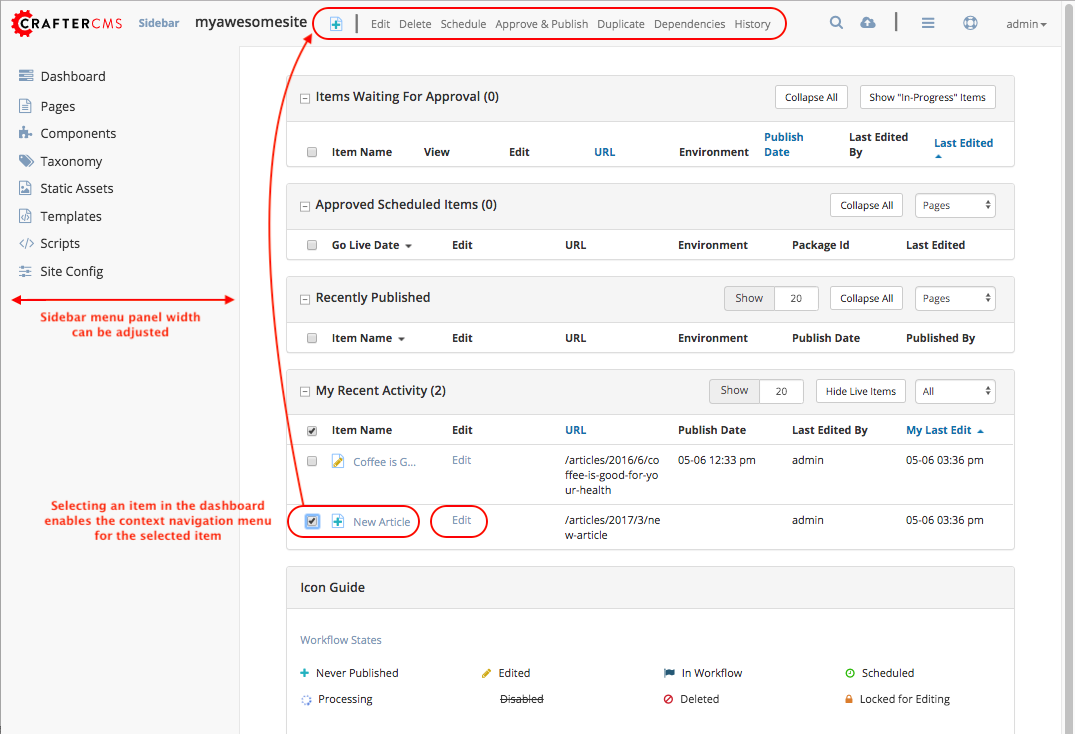 CRAFTERCMS Sidebar myawesomesite Edit Delete Schedule Approve & Publish Duplicate Dependencies History admin
Dashboard
Pages
Components
Taxonomy
Static Assets
Templates
Scripts
Site Config
Sidebar menu panel width
can be adjusted
Selecting an item in the dashboard
enables the context navigation menu
for the selected item
Items Waiting For Approval (0) Collapse All Show "In-Progress" Items
Item Name View Edit URL Environment Publish Date Last Edited By Last Edited
Approved Scheduled Items (0) Collapse All Pages
Go Live Date Edit URL Environment Package Id Last Edited
Recently Published Show 20 Collapse All Pages
Item Name Edit URL Environment Publish Date Published By
My Recent Activity (2) Show 20 Hide Live Items All
Item Name Edit URL Publish Date Last Edited By My Last Edit
Coffee is G... Edit /articles/2016/6/co 05-06 12:33 pm admin 05-06 03:36 pm
ffee-is-good-for-yo
ur-health
New Article Edit /articles/2017/3/ne admin 05-06 03:36 pm
w-article
Icon Guide
Workflow States
Never Published Edited In Workflow Scheduled
Processing Disabled Deleted Locked for Editing